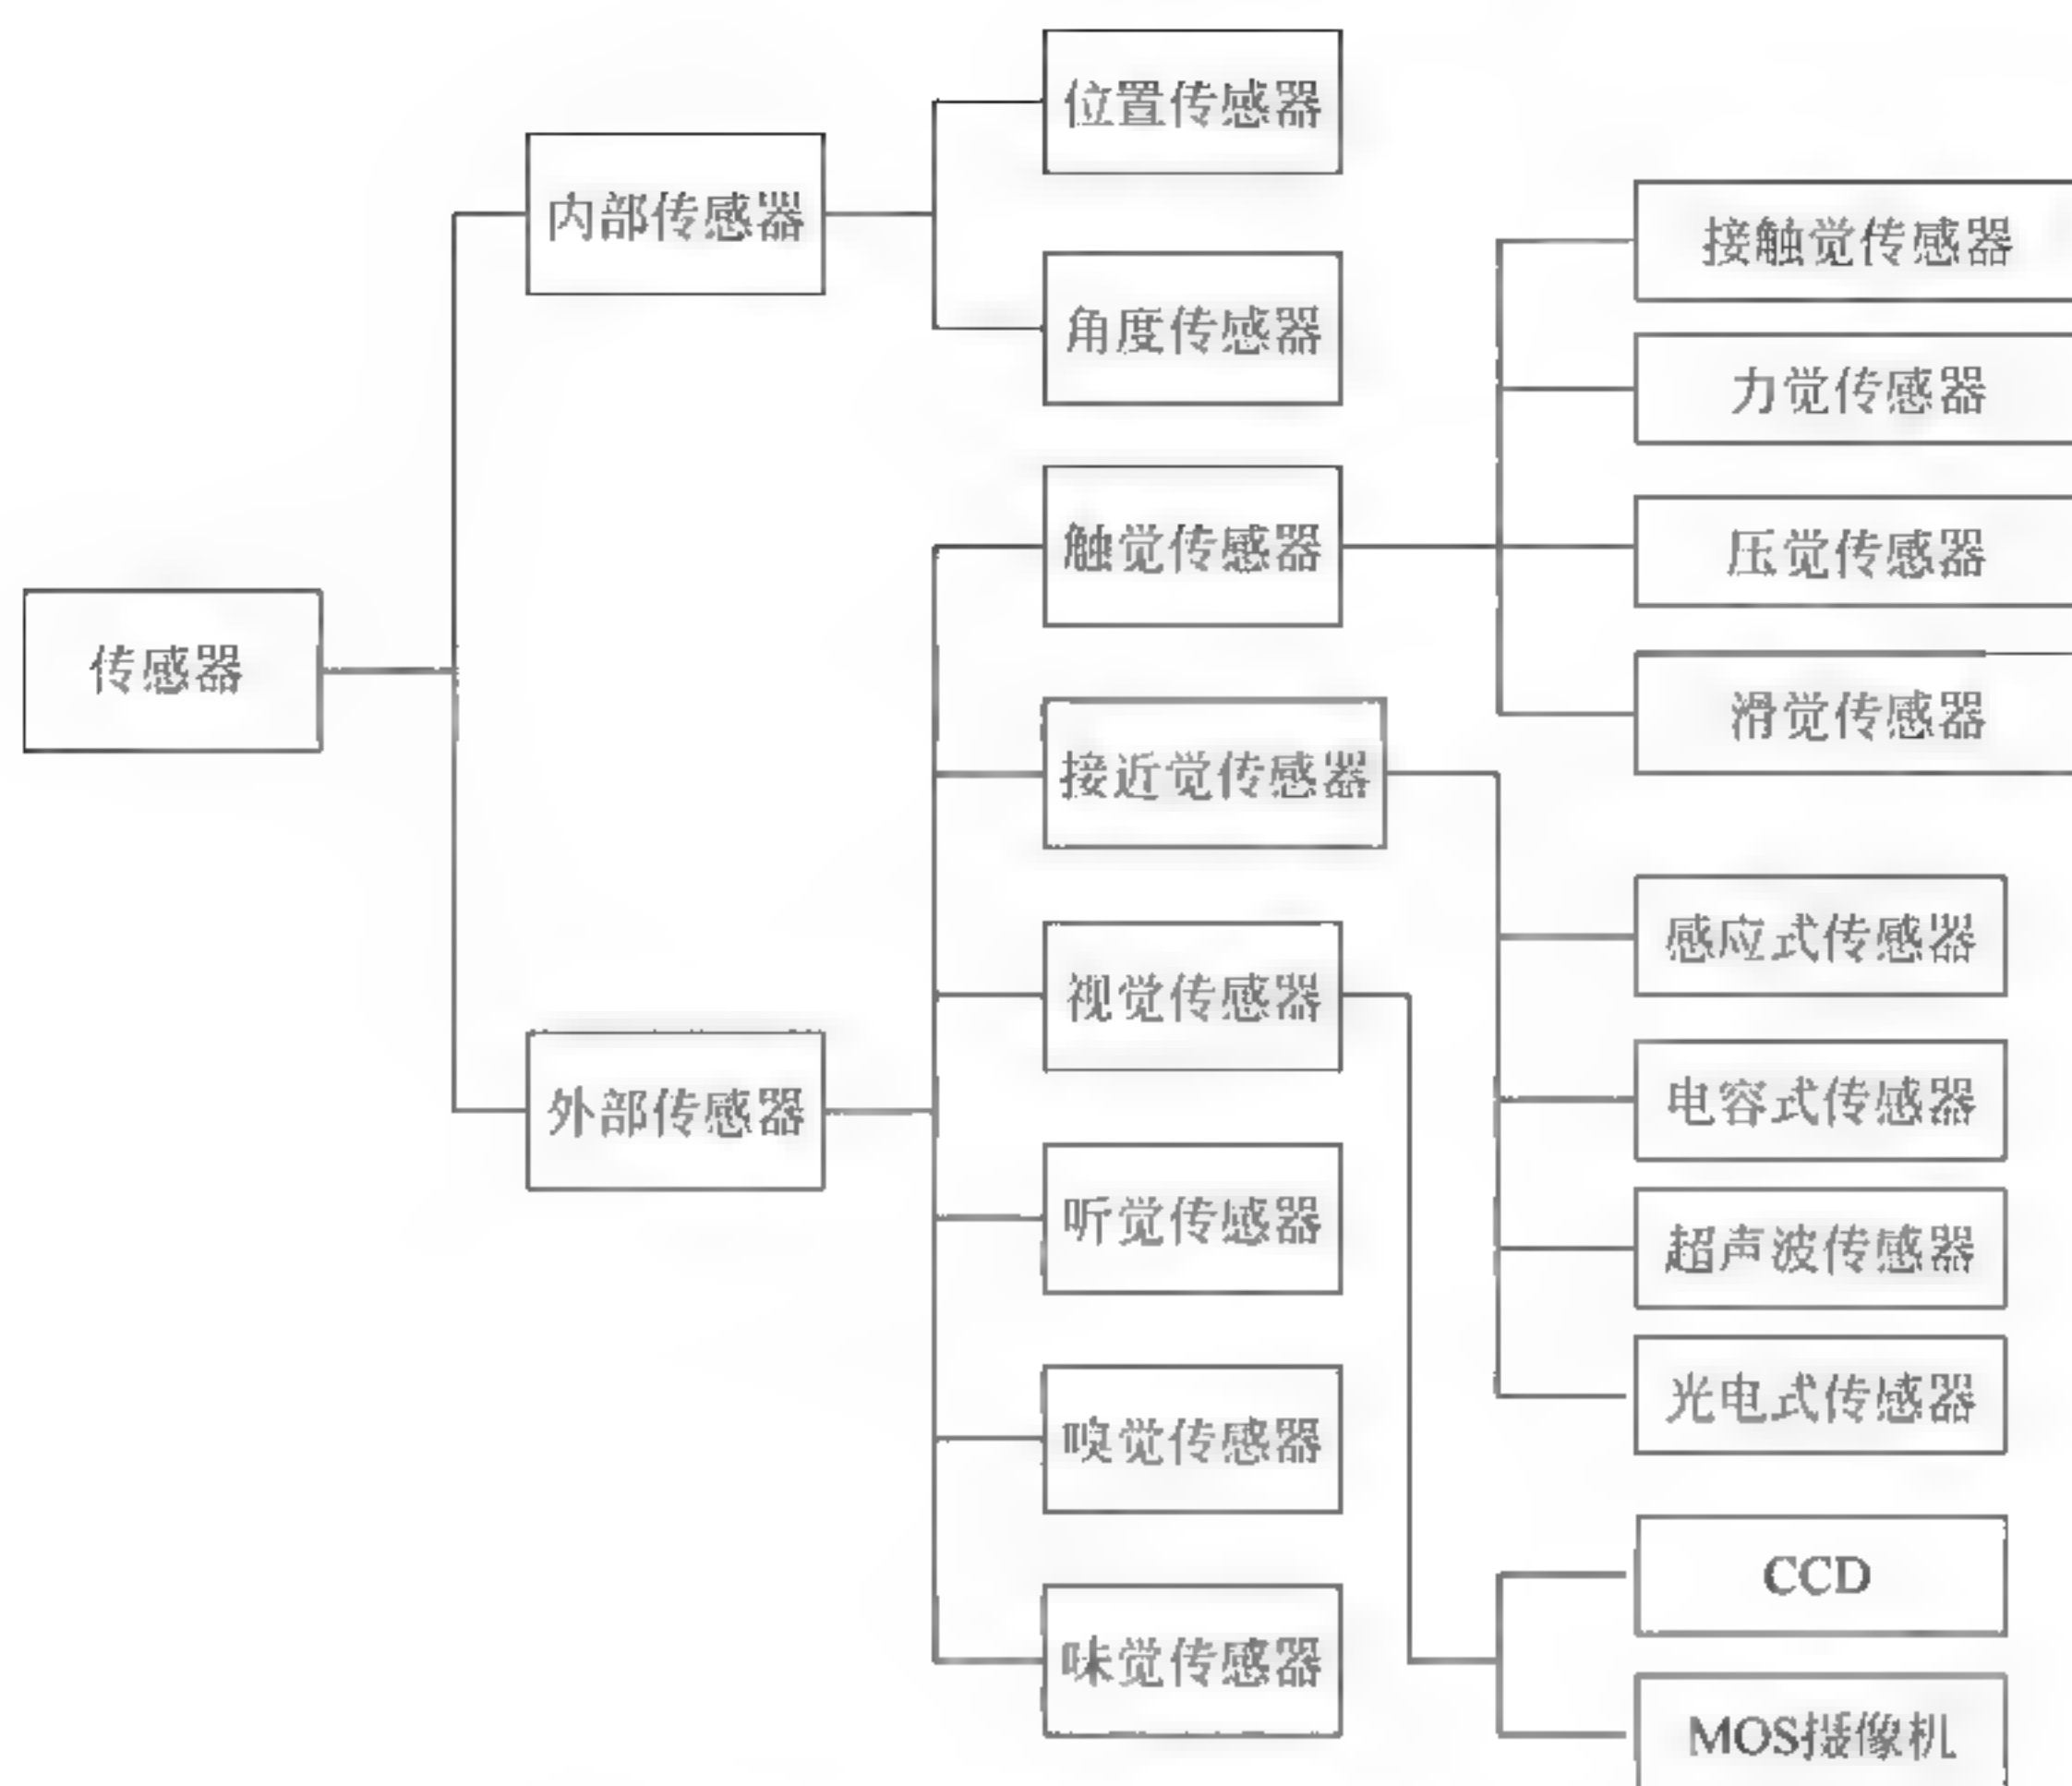 传感器
内部传感器
位置传感器
角度传感器
外部传感器
触觉传感器
接触觉传感器
力觉传感器
压觉传感器
滑觉传感器
接近觉传感器
感应式传感器
电容式传感器
超声波传感器
光电式传感器
视觉传感器
CCD
MOS摄像机
听觉传感器
嗅觉传感器
味觉传感器